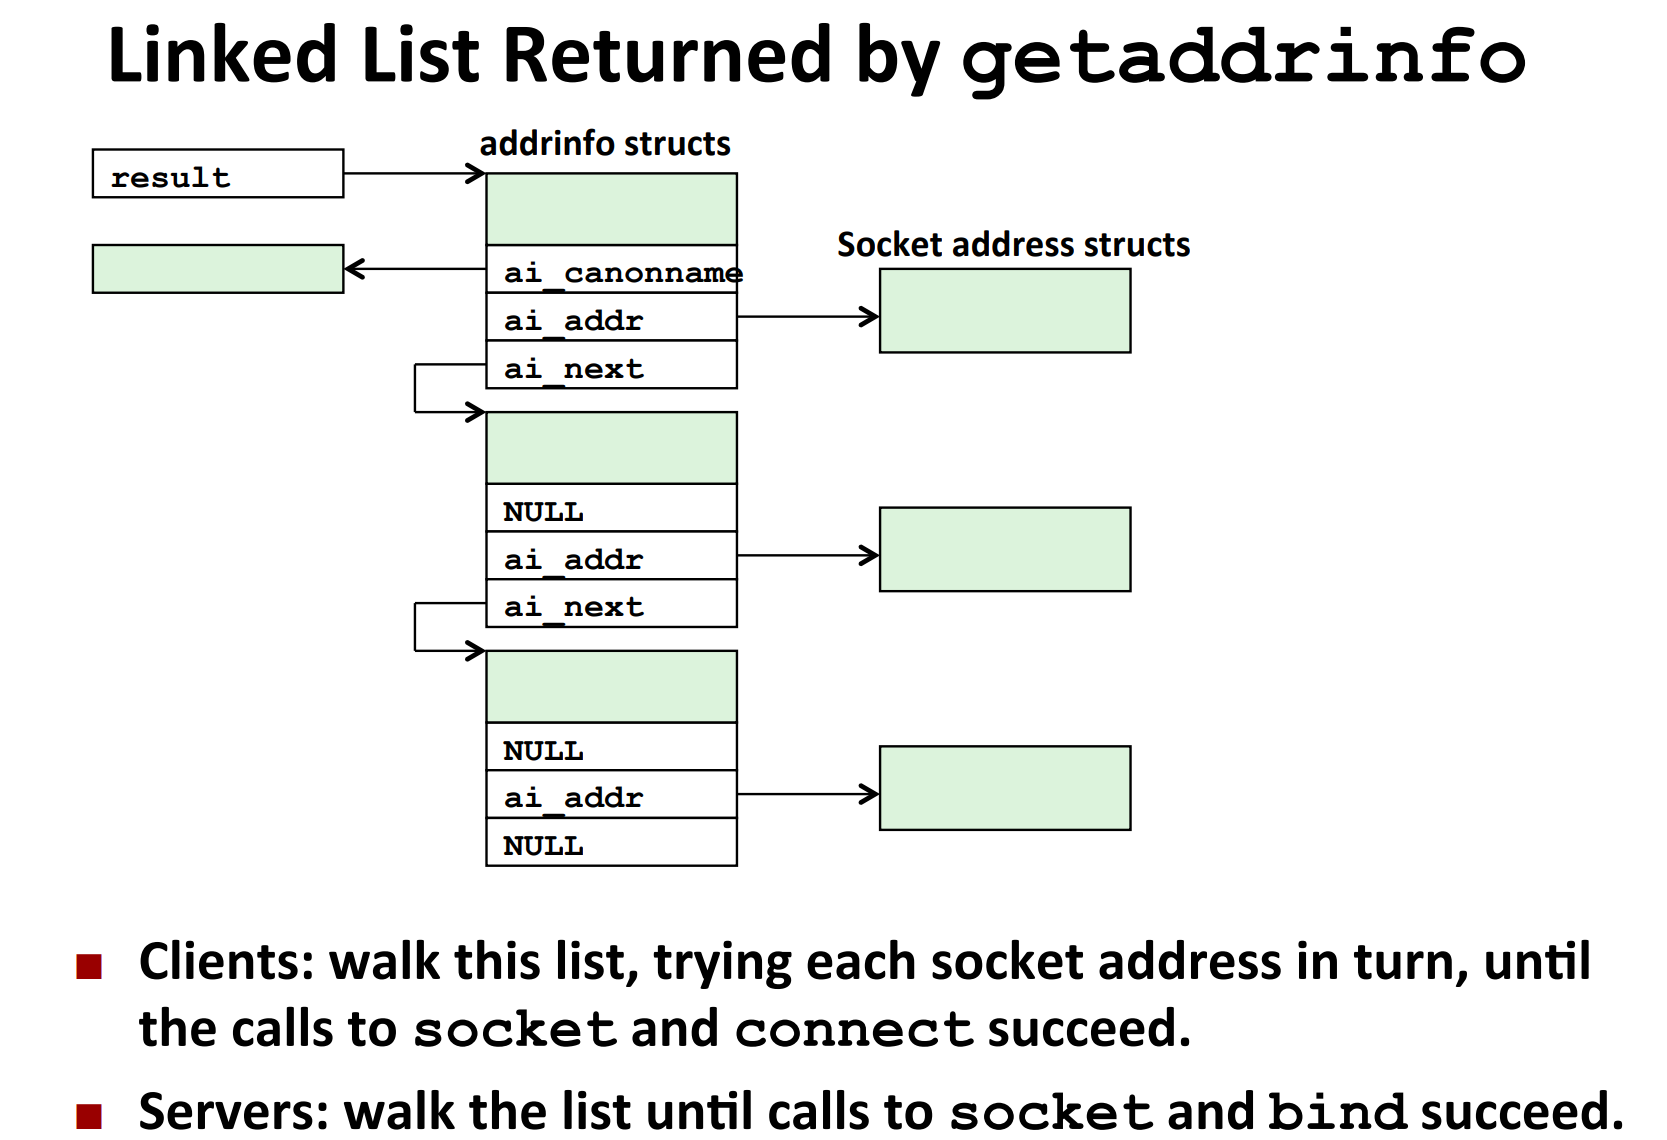 Linked List Returned by getaddrinfo
addrinfo structs
result
Socket address structs
ai_canonname
ai_addr
ai_next
NULL
ai_addr
ai_next
NULL
ai_addr
NULL
Clients: walk this list, trying each socket address in turn, until
the calls to socket and connect succeed.
Servers: walk the list until calls to socket and bind succeed.